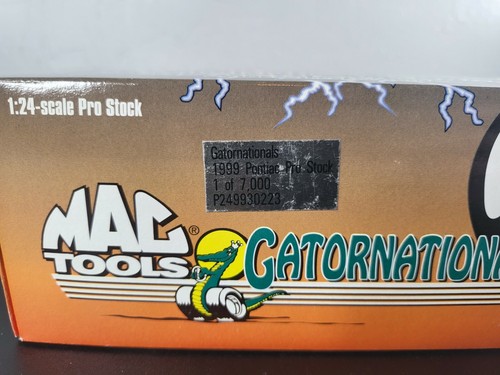 1:24-scale Pro Stock
Gatornationals
1999 Pontiac Pro Stock
1 of 7,000
P249930223
MAC ®
TOOLS
GATORNATION